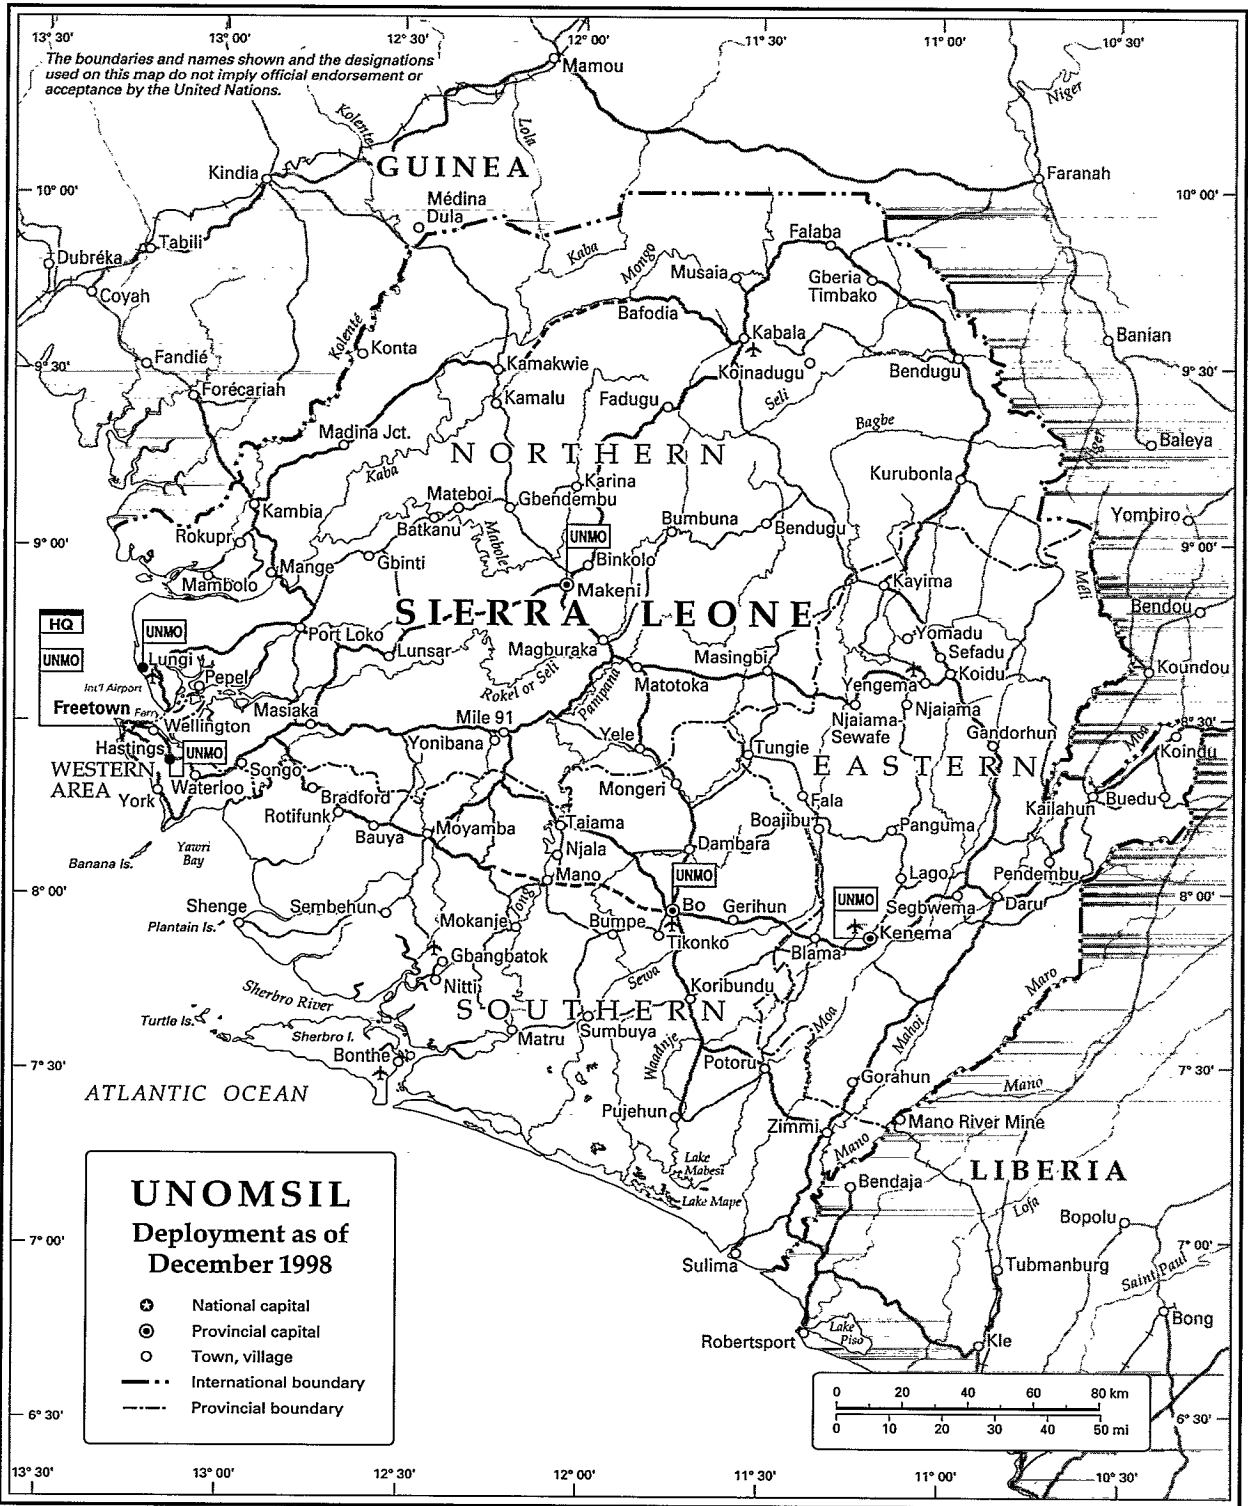 13° 30'
13° 00'
12° 30'
12° 00'
11° 30'
11° 00'
10° 30'
The boundaries and names shown and the designations
used on this map do not imply official endorsement or
acceptance by the United Nations.
Mamou
Niger
Kolente
Lola
GUINEA
Kindia
Faranah
10° 00'
10° 00'
Médina
Dula
Tabili
Falaba
Dubréka
Kaba
Mongo
Musaia
Gberia
Timbako
Coyah
Bafodia
Kolenté
Konta
Kabala
Banian
Fandié
Kamakwie
Koinadugu
Bendugu
9° 30'
9° 30'
Forécariah
Kamalu
Fadugu
Seli
Madina Jct.
Bagbe
NORTHERN
Niger
Baleya
Kaba
Kurubonla
Karina
Mateboi
Gbendembu
Kambia
Batkanu
Bumbuna
Bendugu
Yombiro
Rokupr
Mabole
UNMO
9° 00'
9° 00'
Gbinti
Binkolo
Mange
Mambolo
Makeni
Kayima
Meli
Bendou
SIERRA LEONE
HQ
UNMO
UNMO
Port Loko
Yomadu
Lungi
Lunsar
Magburaka
Masingbi
Sefadu
Koidu
Koundou
Pepel
Rokel or Seli
Pampana
Matotoka
Yengema
Int'l Airport
Freetown
Ferry
Masiaka
Mile 91
Njaiama
Wellington
Njaiama-
Sewafe
8° 30'
Hastings
UNMO
Yonibana
Yele
Tungie
Gandorhun
Moa
Koindu
WESTERN
AREA
Songo
EASTERN
Waterloo
Mongeri
York
Bradford
Fala
Kailahun
Buedu
Rotifunk
Taiama
Boajibu
Panguma
Bauya
Moyamba
Njala
Dambara
Yawri
Bay
Banana Is.
Mano
UNMO
Lago
Pendembu
8° 00'
8° 00'
Shenge
Sembehun
Jong
Bo
Gerihun
UNMO
Segbwema
Daru
Plantain Is.
Mokanje
Bumpe
Tikonko
Kenema
Gbangbatok
Blama
Sewa
Nitti
Koribundu
Maro
Sherbro River
SOUTHERN
Turtle Is.
Sherbro I.
Matru
Sumbuya
Moa
Mahoi
Bonthe
Waadnje
Potoru
7° 30'
7° 30'
ATLANTIC OCEAN
Gorahun
Mano
Pujehun
Zimmi
Mano River Mine
Mano
Lake
Mabesi
LIBERIA
Lake Mape
Bendaja
Lofa
Bopolu
UNOMSIL
Deployment as of
December 1998
7° 00'
7° 00'
Sulima
Tubmanburg
Saint Paul
National capital
Provincial capital
Town, village
International boundary
Provincial boundary
Bong
Robertsport
Lake
Piso
Kle
0 20 40 60 80 km
0 10 20 30 40 50 mi
6° 30'
6° 30'
13° 30'
13° 00'
12° 30'
12° 00'
11° 30'
11° 00'
10° 30'